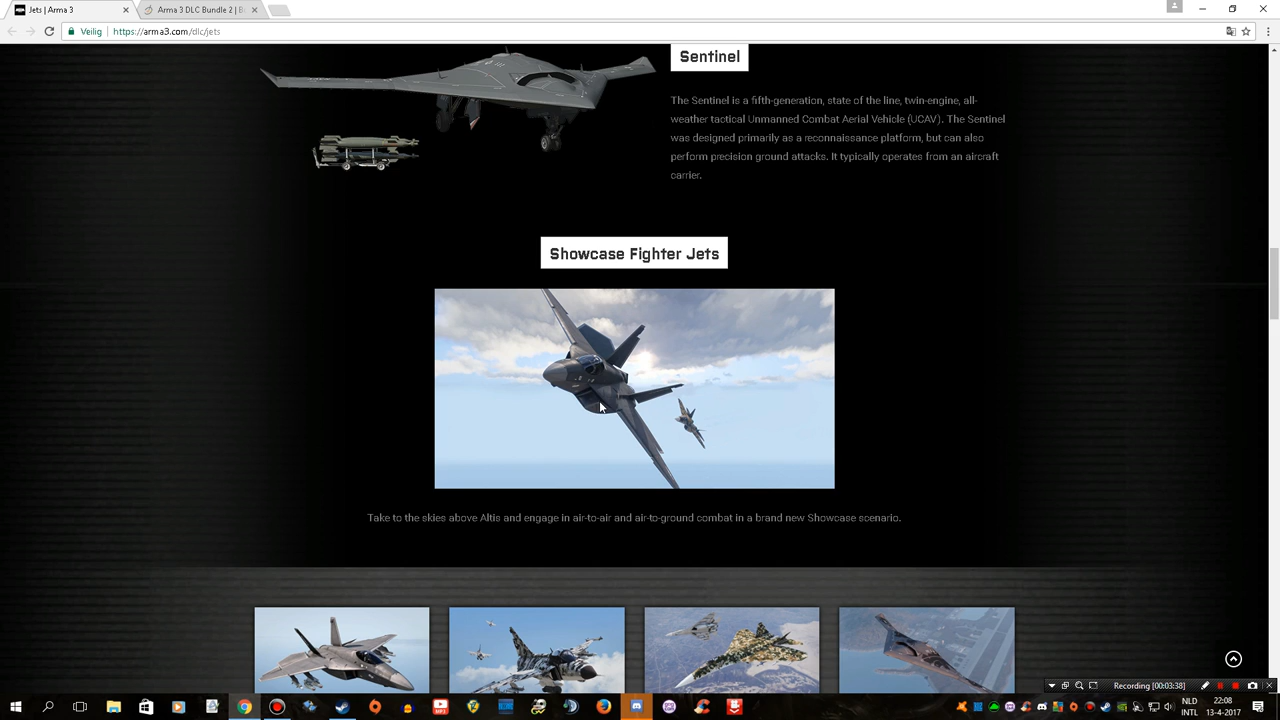 Jets | Arma 3
Arma 3 DLC Bundle 2 | B
Veilig
https://arma3.com/dlc/jets
Sentinel
The Sentinel is a fifth-generation, state of the line, twin-engine, all-
weather tactical Unmanned Combat Aerial Vehicle (UCAV). The Sentinel
was designed primarily as a reconnaissance platform, but can also
perform precision ground attacks. It typically operates from an aircraft
carrier.
Showcase Fighter Jets
Take to the skies above Altis and engage in air-to-air and air-to-ground combat in a brand new Showcase scenario.
Recording [00:03:38]
MP3
NLD
INTL
22:08
13-4-2017